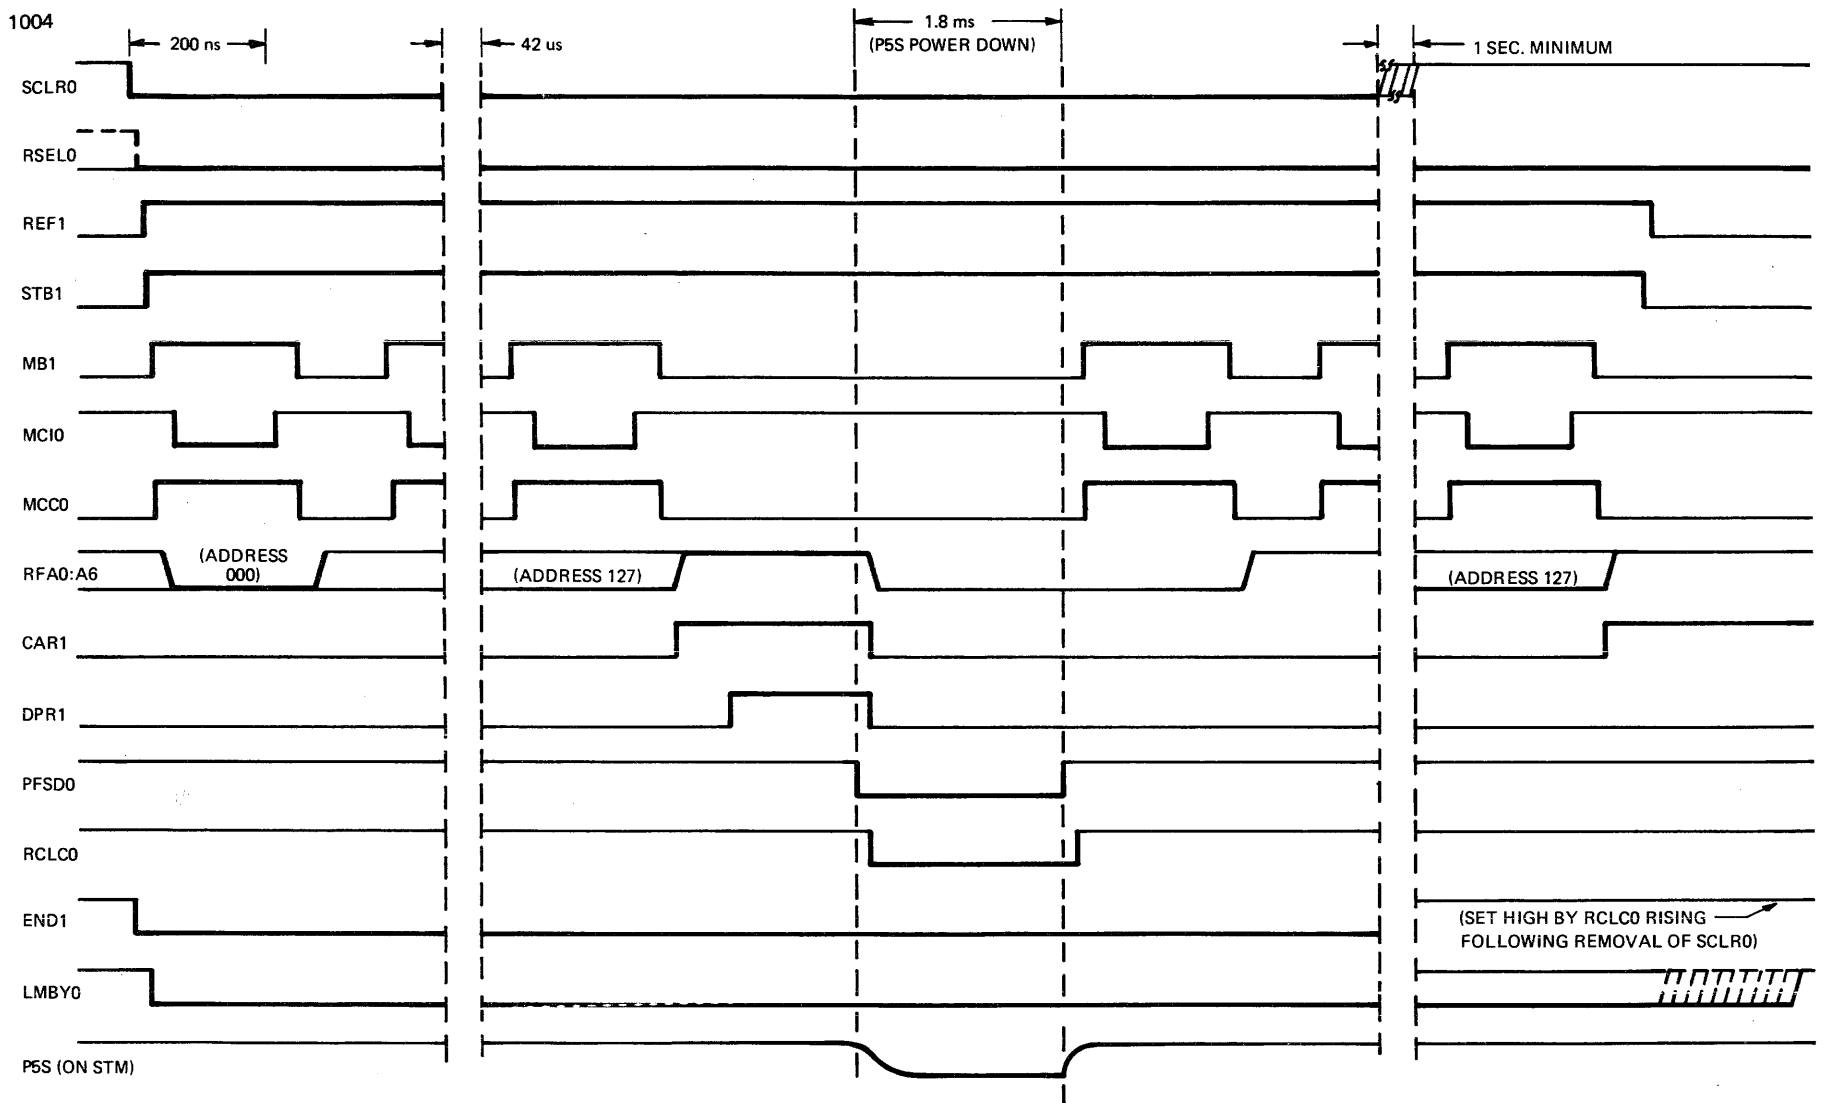 1004
200 ns
42 us
1.8 ms
(P5S POWER DOWN)
1 SEC. MINIMUM
SCLR0
RSEL0
REF1
STB1
MB1
MCI0
MCC0
RFA0:A6
(ADDRESS
000)
(ADDRESS 127)
(ADDRESS 127)
CAR1
DPR1
PFSD0
RCLC0
END1
(SET HIGH BY RCLC0 RISING
FOLLOWING REMOVAL OF SCLR0)
LMBY0
P5S (ON STM)